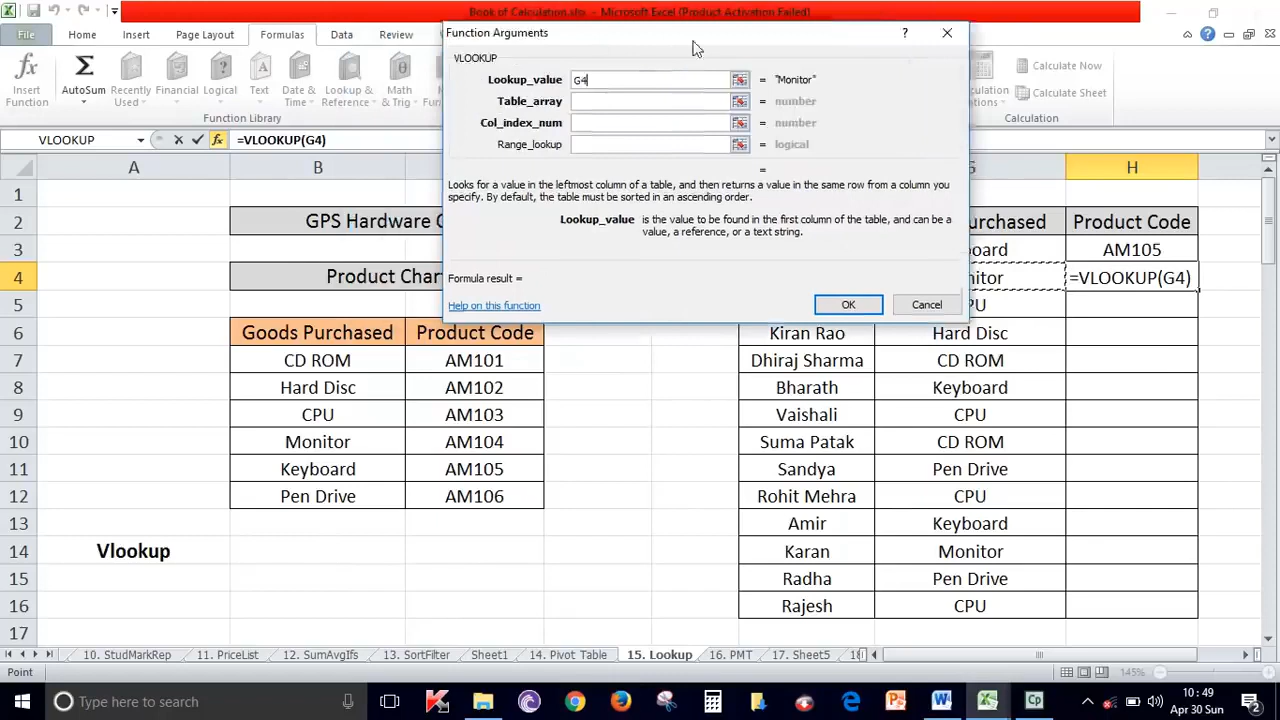 Book of Calculation.xlsx - Microsoft Excel (Product Activation Failed)
File Home Insert Page Layout Formulas Data Review
Insert Function
AutoSum
Recently Used
Financial
Logical
Text
Date & Time
Lookup & Reference
Math & Trig
Function Library
Calculate Now
Calculate Sheet
Calculation
VLOOKUP fx =VLOOKUP(G4)
Function Arguments ?
VLOOKUP
Lookup_value G4 = "Monitor"
Table_array = number
Col_index_num = number
Range_lookup = logical
=
Looks for a value in the leftmost column of a table, and then returns a value in the same row from a column you
specify. By default, the table must be sorted in an ascending order.
Lookup_value is the value to be found in the first column of the table, and can be a
value, a reference, or a text string.
Formula result =
Help on this function OK Cancel
A B H
1
2 GPS Hardware Product Code
3 AM105
4 Product Char =VLOOKUP(G4)
5 PU
6 Goods Purchased Product Code Kiran Rao Hard Disc
7 CD ROM AM101 Dhiraj Sharma CD ROM
8 Hard Disc AM102 Bharath Keyboard
9 CPU AM103 Vaishali CPU
10 Monitor AM104 Suma Patak CD ROM
11 Keyboard AM105 Sandya Pen Drive
12 Pen Drive AM106 Rohit Mehra CPU
13 Amir Keyboard
14 Vlookup Karan Monitor
15 Radha Pen Drive
16 Rajesh CPU
17
10. StudMarkRep 11. PriceList 12. SumAvgIfs 13. SortFilter Sheet1 14. Pivot Table 15. Lookup 16. PMT 17. Sheet5 18
Point 145%
Type here to search 10:49
Apr 30 Sun 2